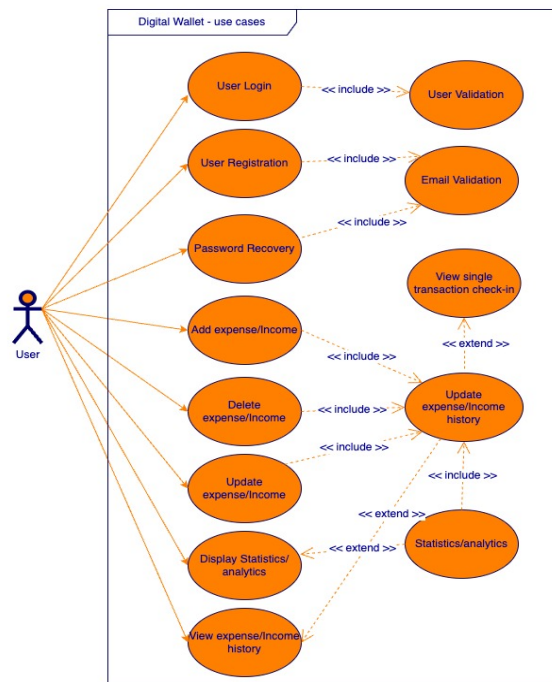 Digital Wallet - use cases
User Login
<< include >>
User Validation
User Registration
<< include >>
Email Validation
<< include >>
Password Recovery
View single
transaction check-in
User
Add expense/Income
<< extend >>
<< include >>
Delete
expense/Income
<< include >>
Update
expense/Income
history
Update
expense/Income
<< include >>
<< include >>
<< extend >>
Display Statistics/
analytics
<< extend >>
Statistics/analytics
View expense/Income
history